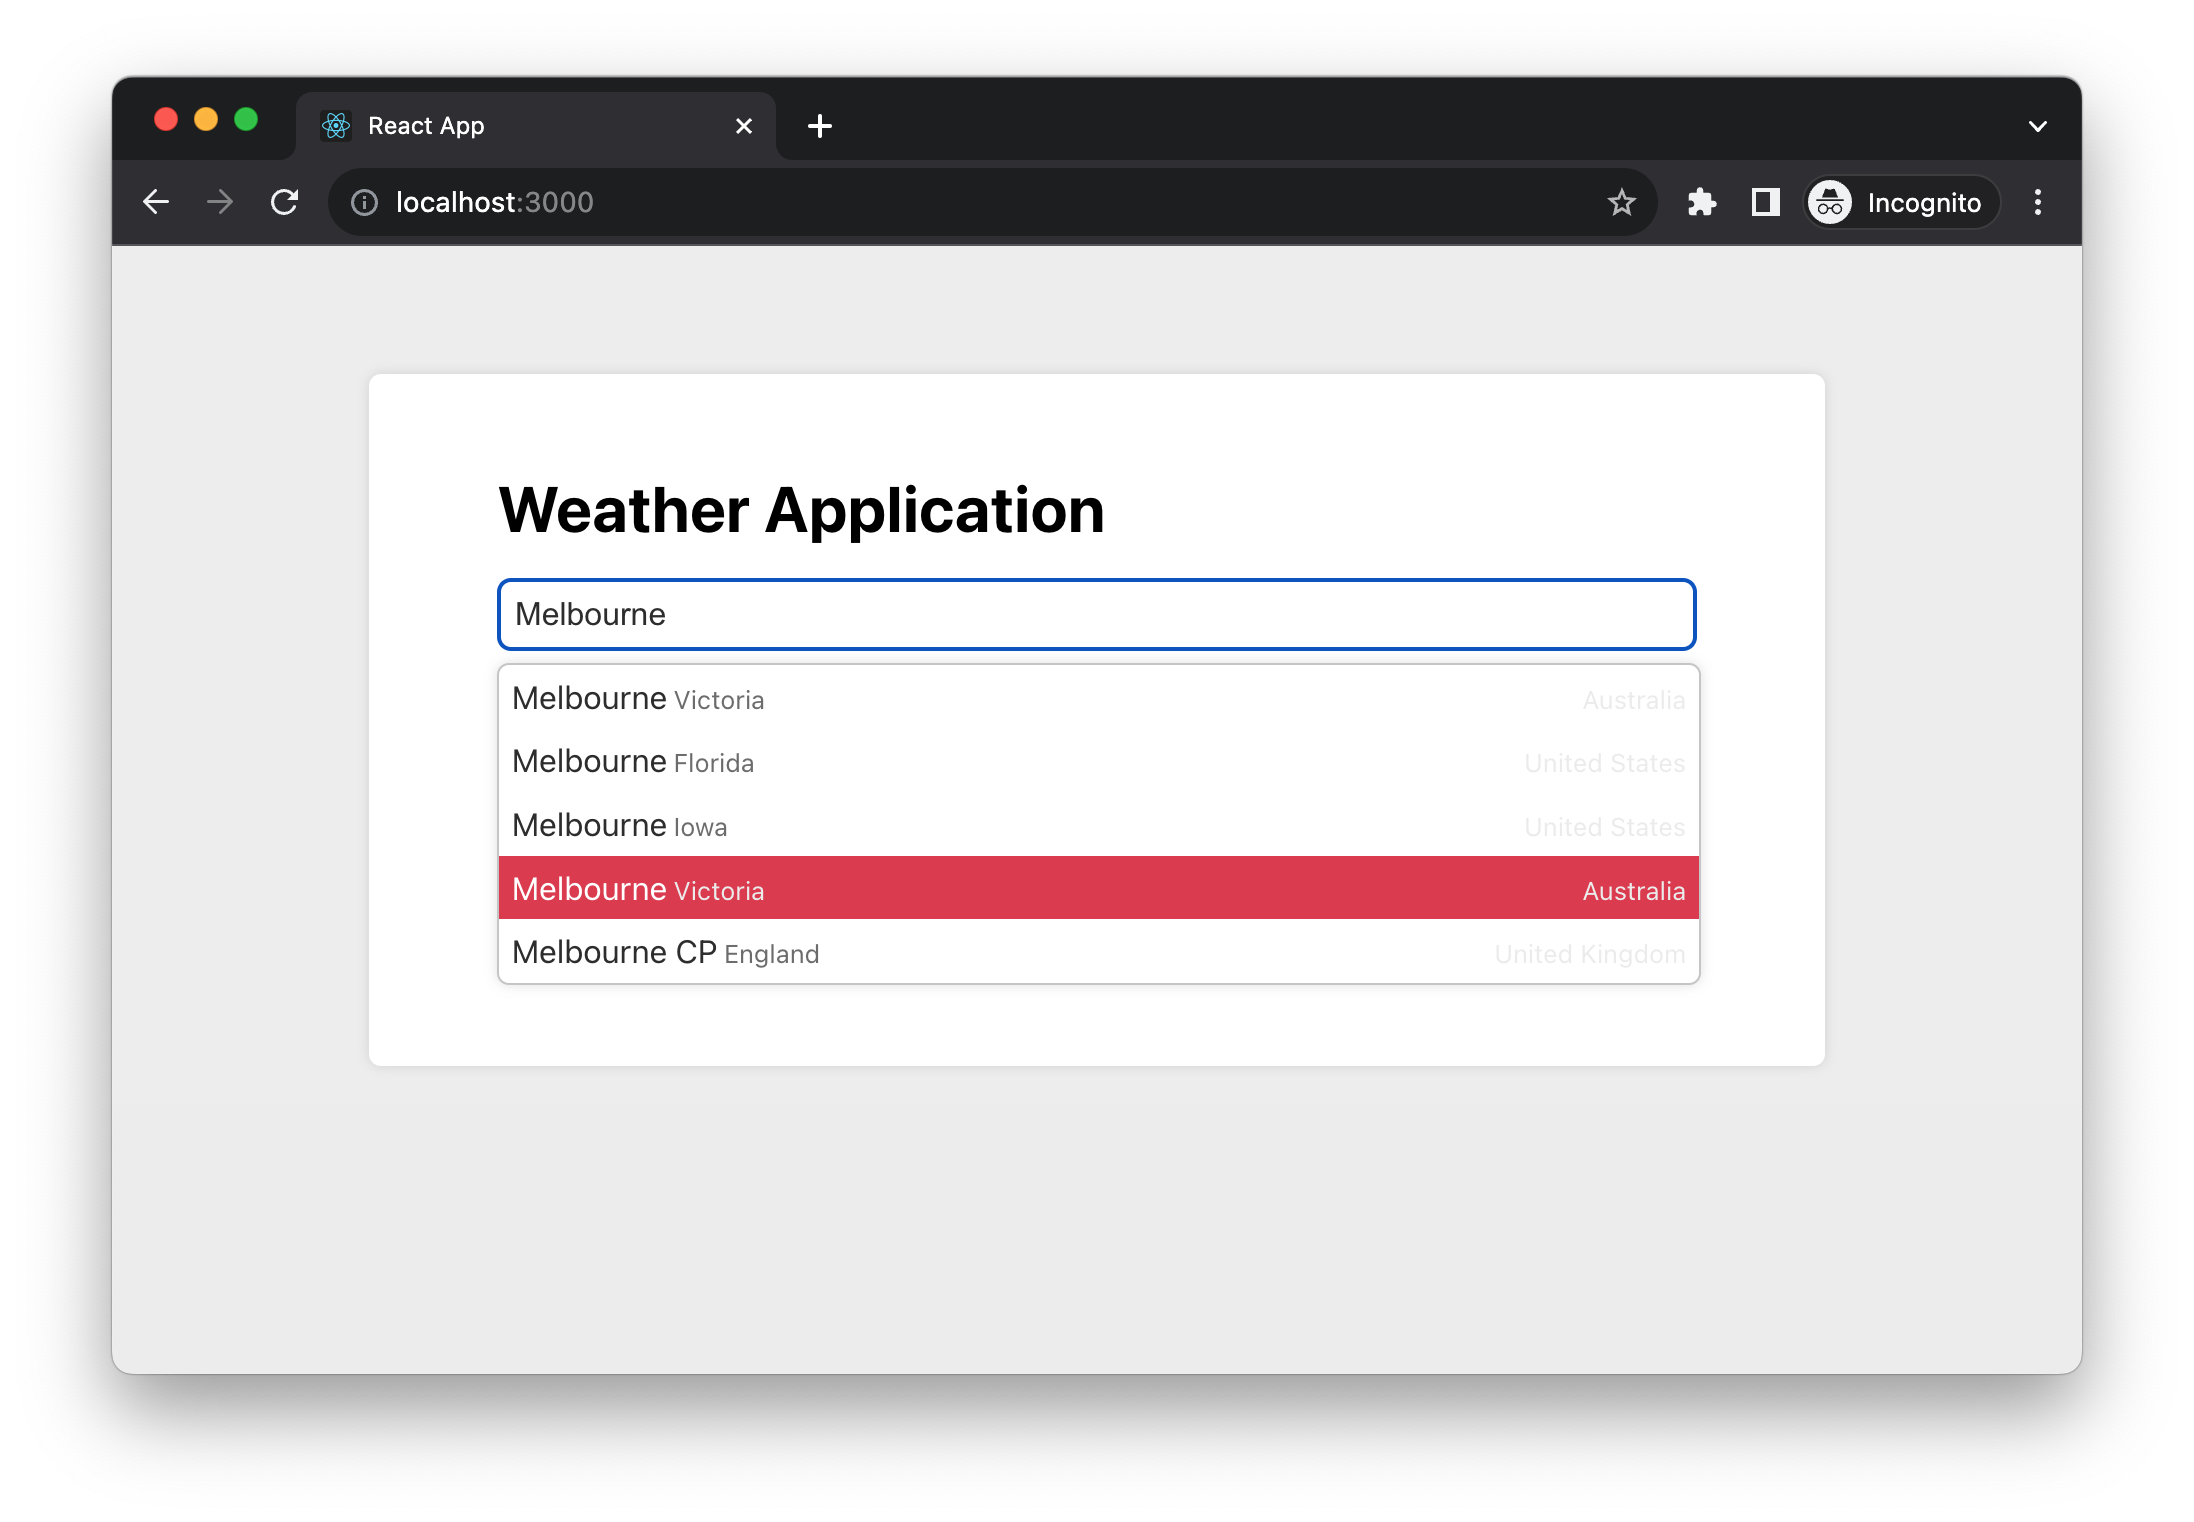 React App
localhost:3000
Incognito
Weather Application
Melbourne
Melbourne Victoria Australia
Melbourne Florida United States
Melbourne Iowa United States
Melbourne Victoria Australia
Melbourne CP England United Kingdom